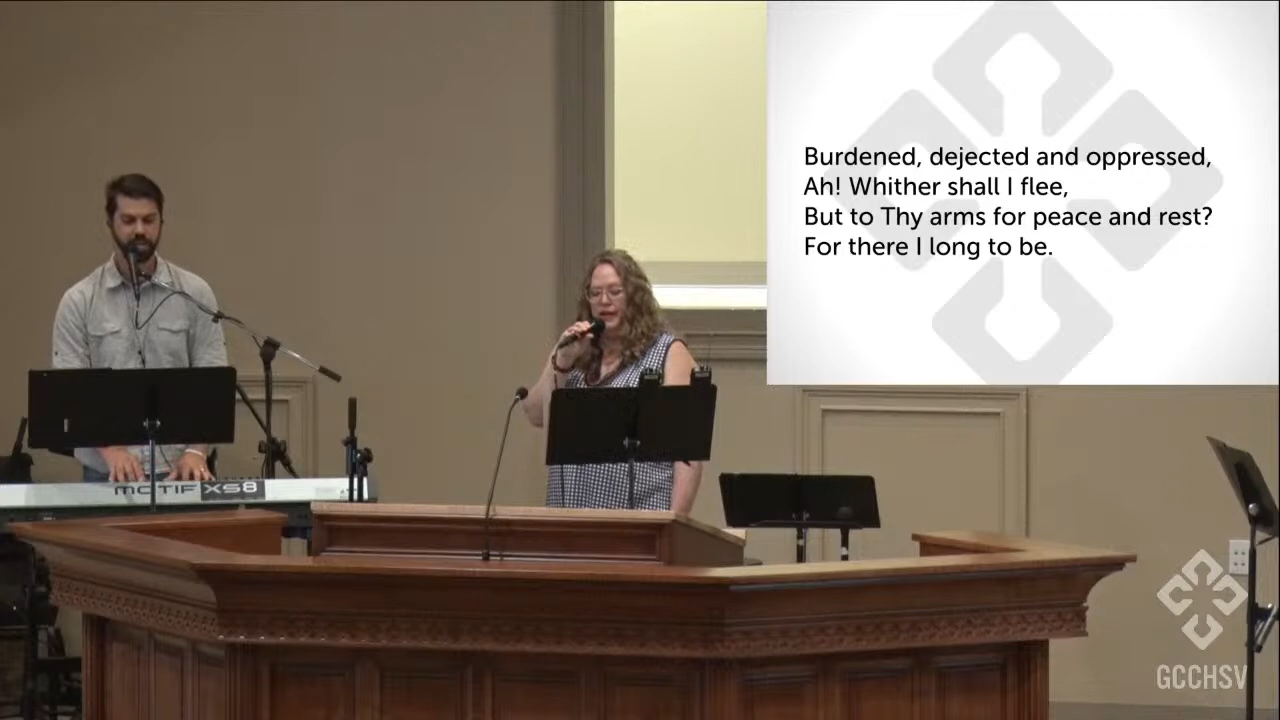 Burdened, dejected and oppressed,
Ah! Whither shall I flee,
But to Thy arms for peace and rest?
For there I long to be.
MOTIF XS8
GCCHSV